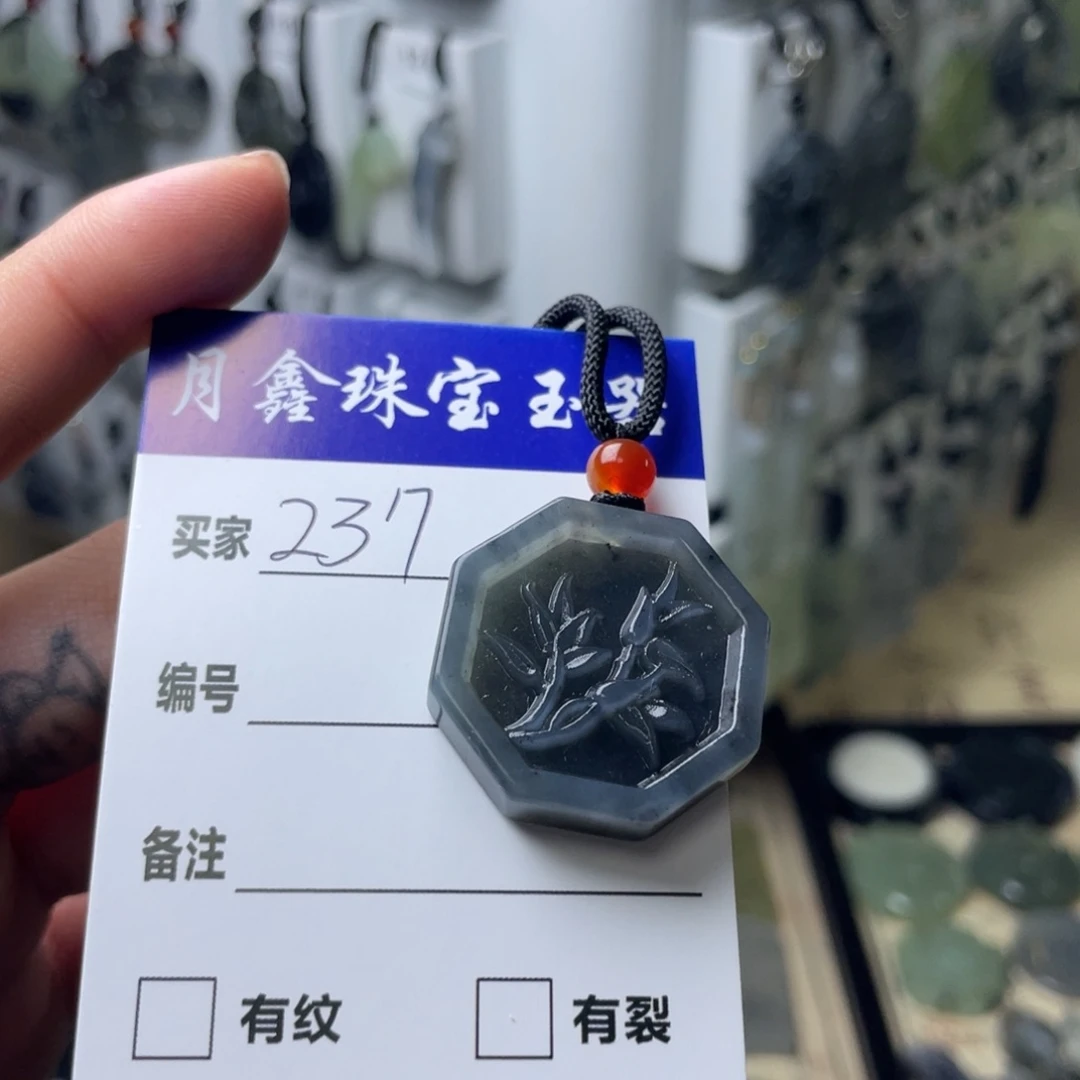 月鑫珠宝玉器
买家 237
编号
备注
有纹 有裂